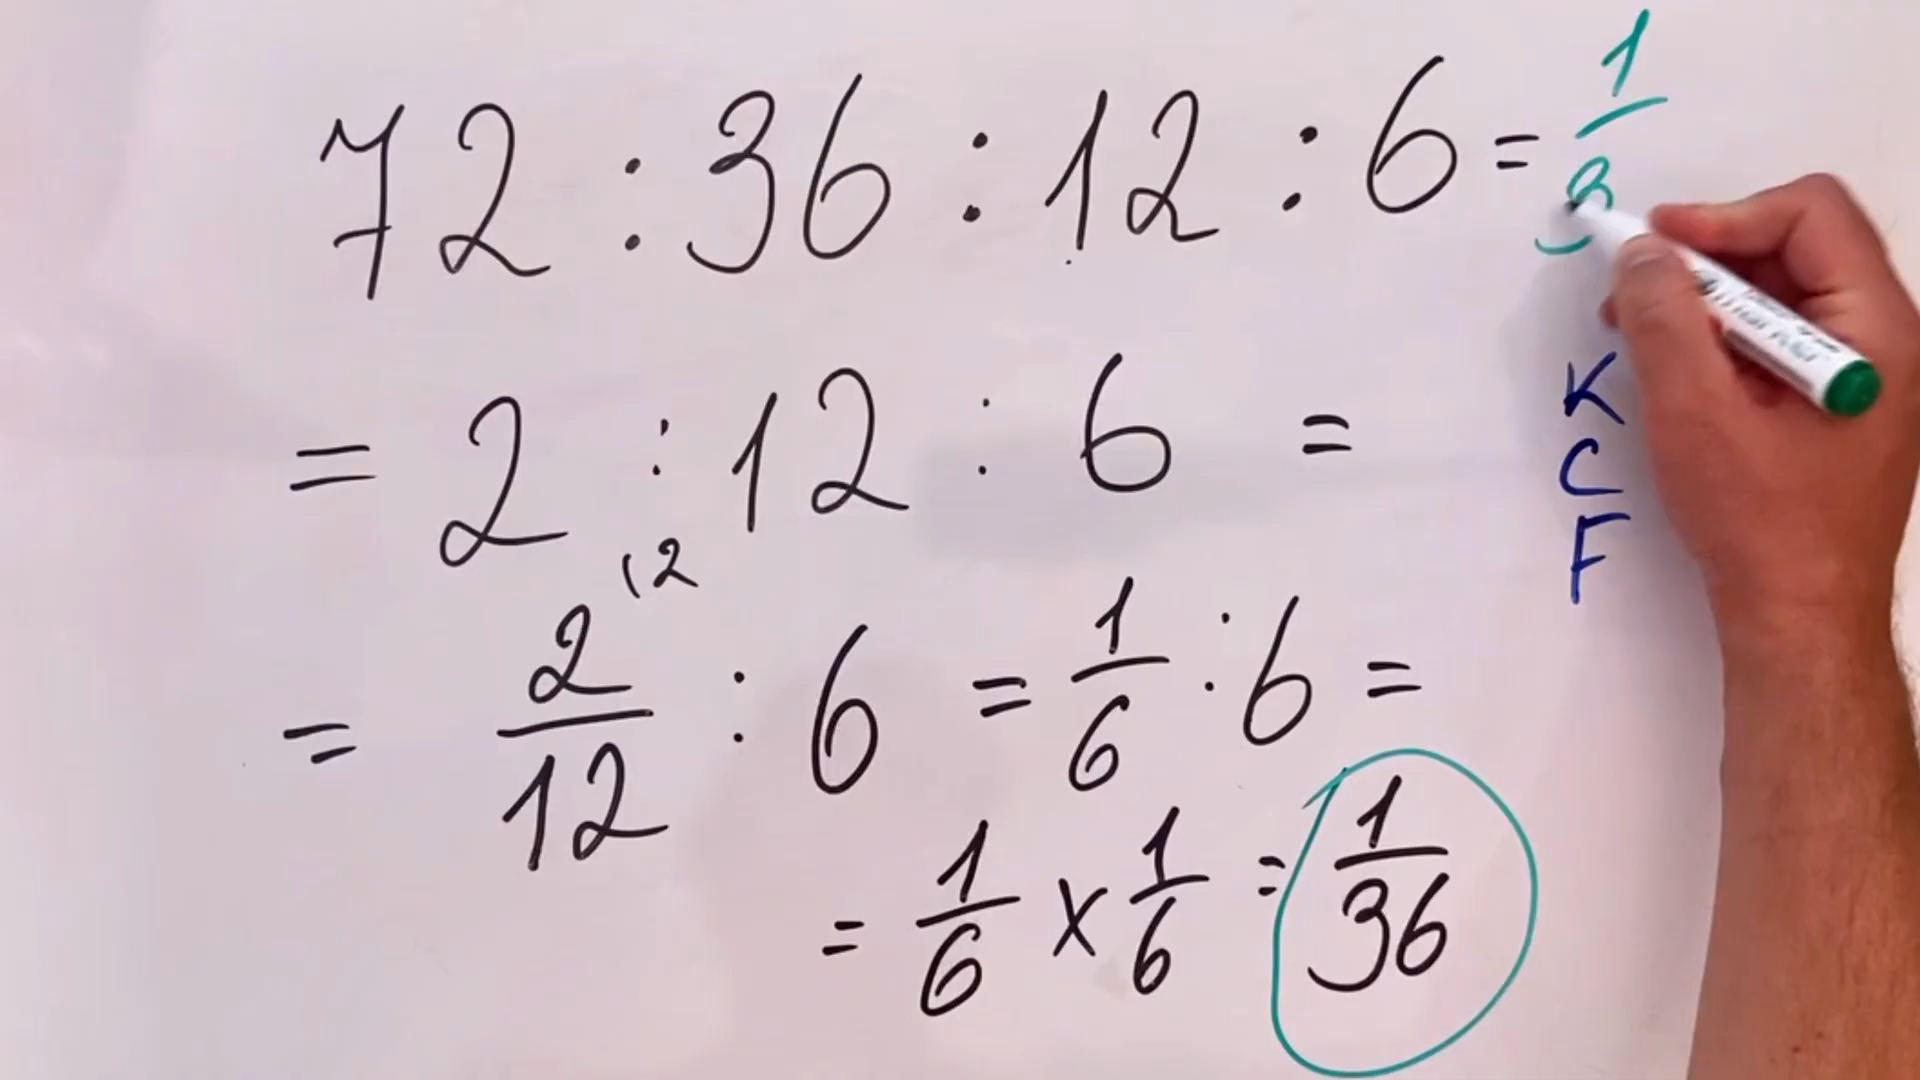 72 : 36 : 12 : 6 = 1/3
= 2 : 12 : 6 =
(2
= 2/12 : 6 = 1/6 : 6 =
= 1/6 x 1/6 = 1/36
K
C
F